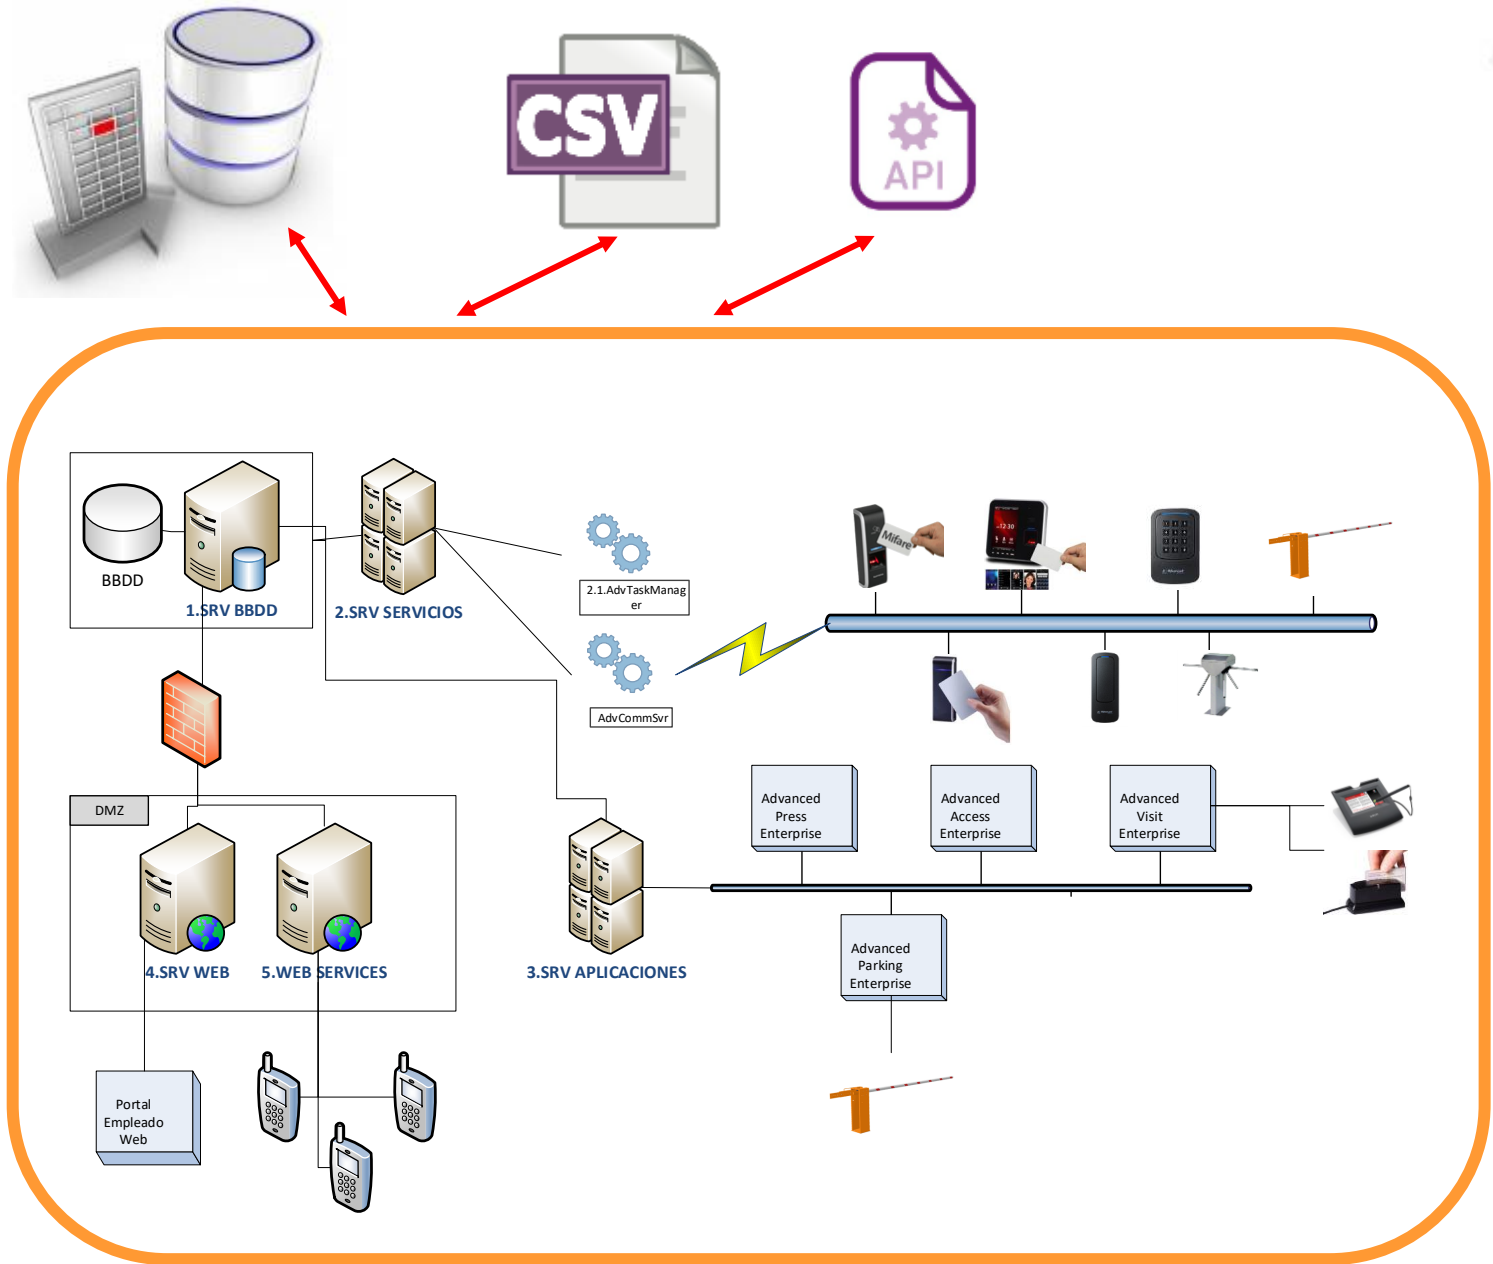 CSV
API
BBDD
1.SRV BBDD
2.SRV SERVICIOS
2.1.AdvTaskManag
er
AdvCommSvr
Mifare
12:30
DMZ
4.SRV WEB
5.WEB SERVICES
3.SRV APLICACIONES
Advanced
Press
Enterprise
Advanced
Access
Enterprise
Advanced
Visit
Enterprise
Advanced
Parking
Enterprise
Portal
Empleado
Web